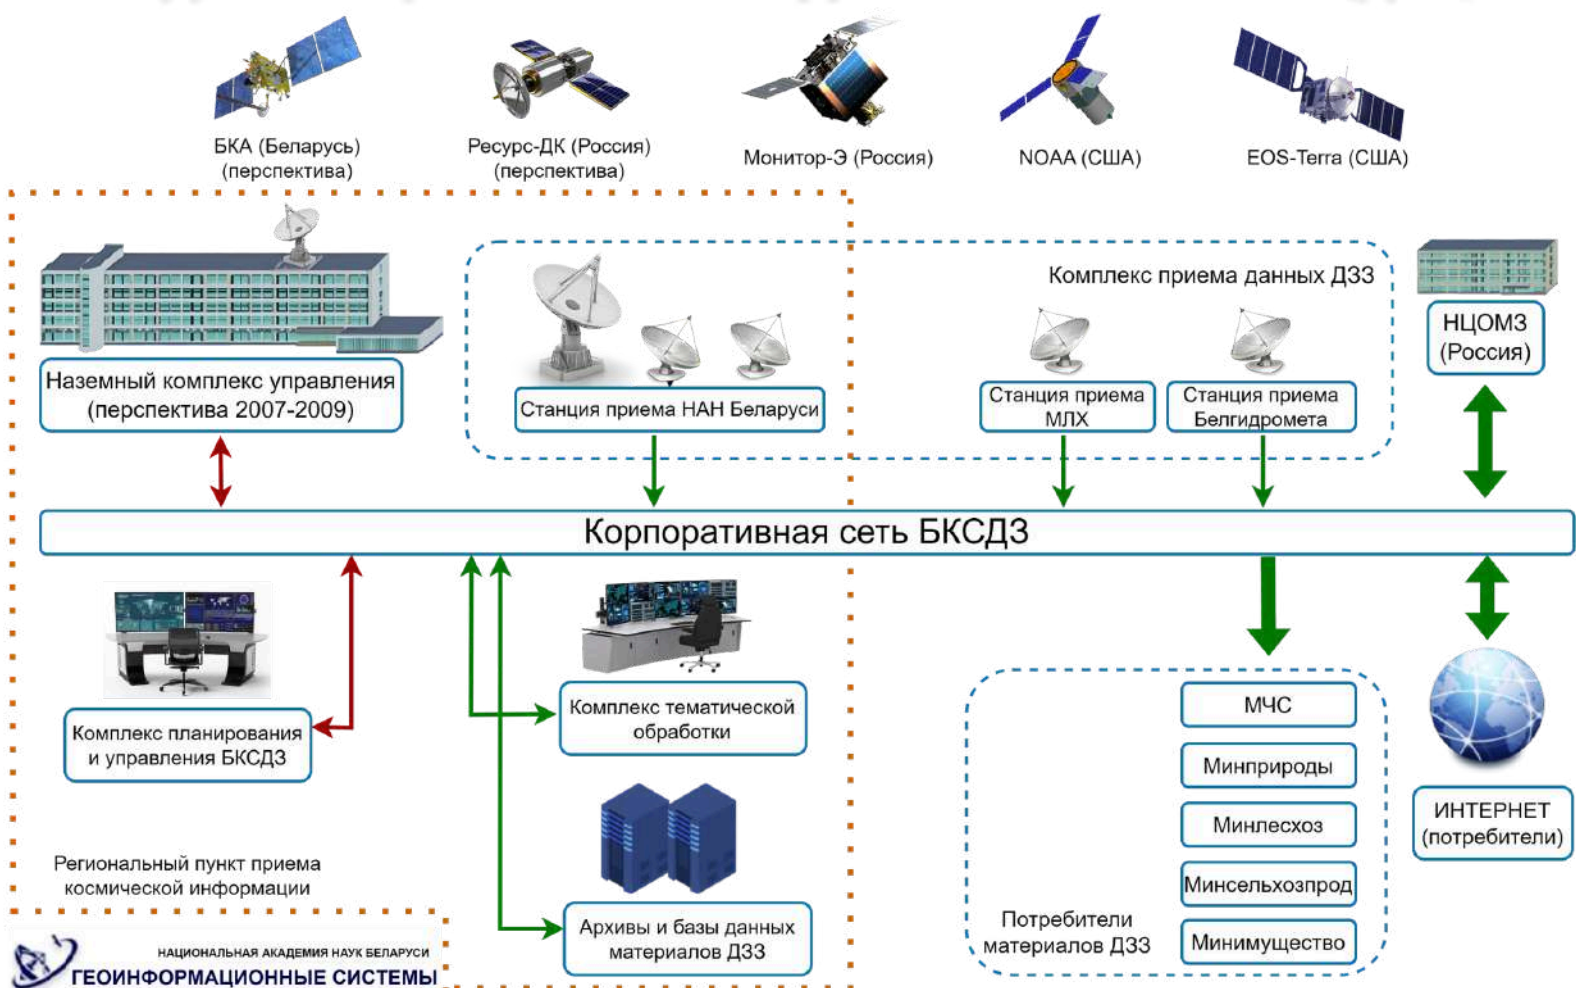 БКА (Беларусь)
(перспектива)
Ресурс-ДК (Россия)
(перспектива)
Монитор-Э (Россия)
NOAA (США)
EOS-Terra (США)
Комплекс приема данных ДЗЗ
НЦОМЗ
(Россия)
Наземный комплекс управления
(перспектива 2007-2009)
Станция приема НАН Беларуси
Станция приема
МЛХ
Станция приема
Белгидромета
Корпоративная сеть БКСДЗ
Комплекс планирования
и управления БКСДЗ
Комплекс тематической
обработки
МЧС
Минприроды
Минлесхоз
Минсельхозпрод
Минимущество
ИНТЕРНЕТ
(потребители)
Региональный пункт приема
космической информации
Архивы и базы данных
материалов ДЗЗ
Потребители
материалов ДЗЗ
НАЦИОНАЛЬНАЯ АКАДЕМИЯ НАУК БЕЛАРУСИ
ГЕОИНФОРМАЦИОННЫЕ СИСТЕМЫ